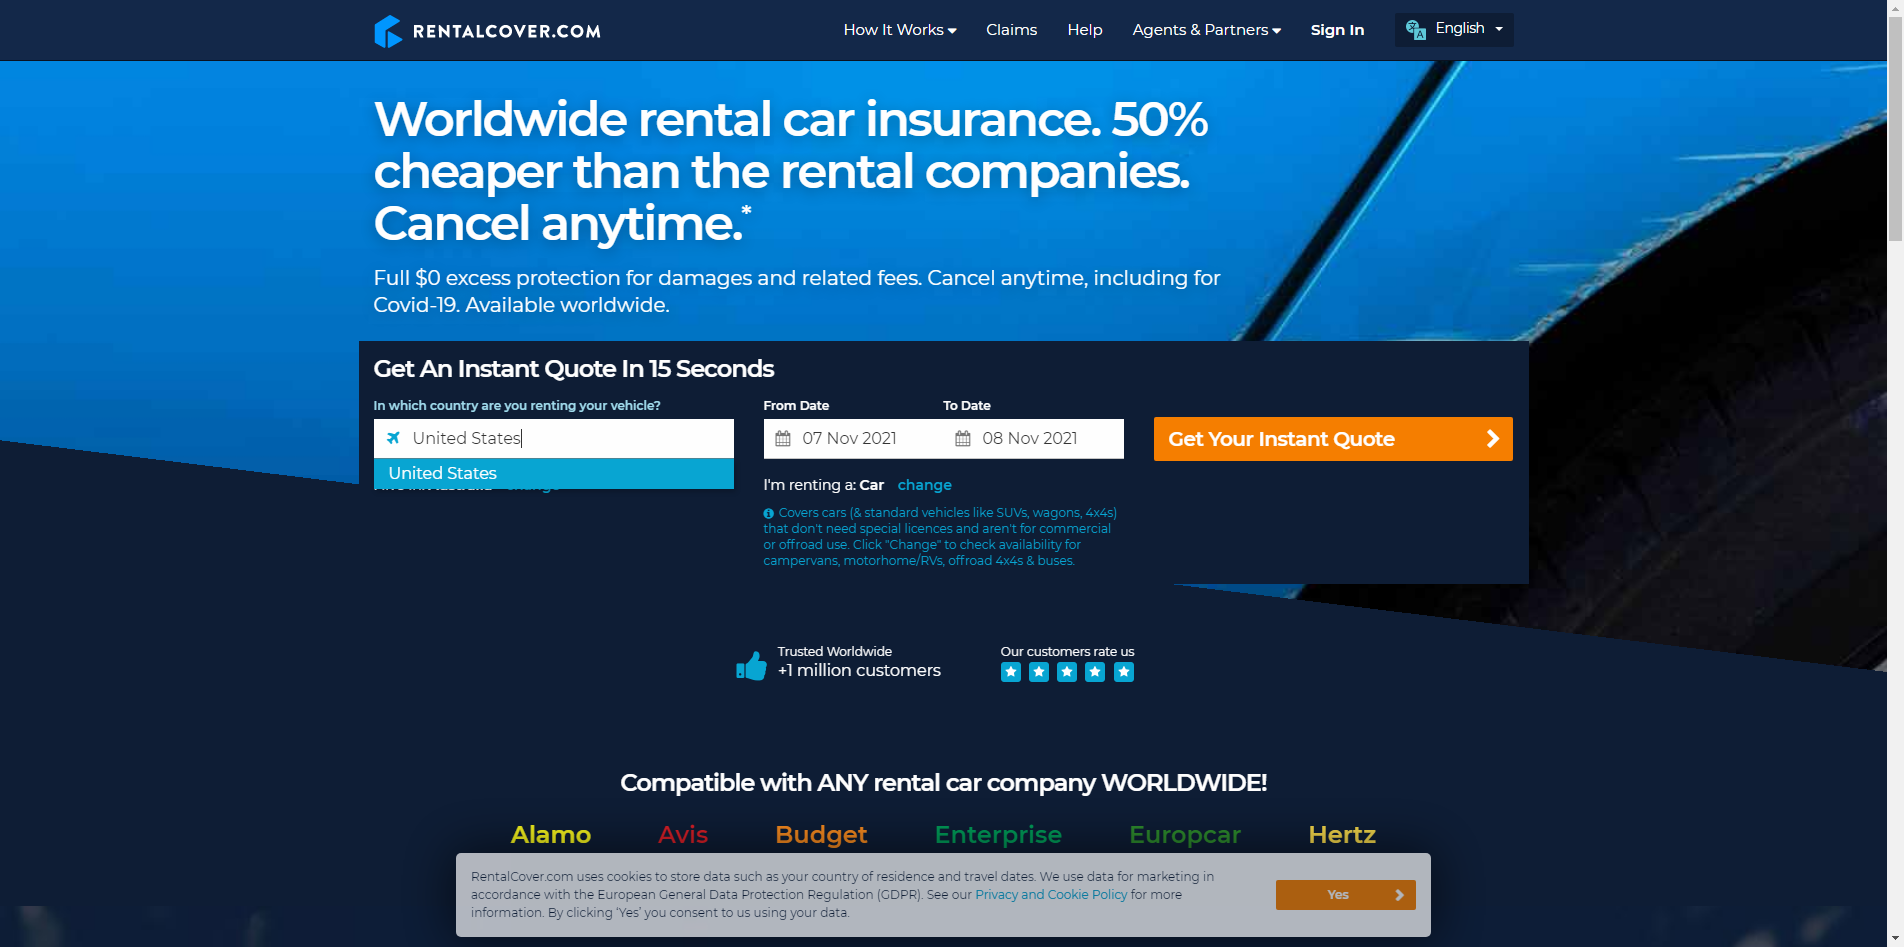 RENTALCOVER.COM
How It Works
Claims
Help
Agents & Partners
Sign In
English
Worldwide rental car insurance. 50%
cheaper than the rental companies.
Cancel anytime.*
Full $0 excess protection for damages and related fees. Cancel anytime, including for
Covid-19. Available worldwide.
Get An Instant Quote In 15 Seconds
In which country are you renting your vehicle?
United States
United States
From Date
To Date
07 Nov 2021
08 Nov 2021
Get Your Instant Quote
I'm renting a: Car change
Covers cars (& standard vehicles like SUVs, wagons, 4x4s)
that don't need special licences and aren't for commercial
or offroad use. Click "Change" to check availability for
campervans, motorhome/RVs, offroad 4x4s & buses.
Trusted Worldwide
+1 million customers
Our customers rate us
Compatible with ANY rental car company WORLDWIDE!
Alamo
Avis
Budget
Enterprise
Europcar
Hertz
RentalCover.com uses cookies to store data such as your country of residence and travel dates. We use data for marketing in
accordance with the European General Data Protection Regulation (GDPR). See our Privacy and Cookie Policy for more
information. By clicking 'Yes' you consent to us using your data.
Yes